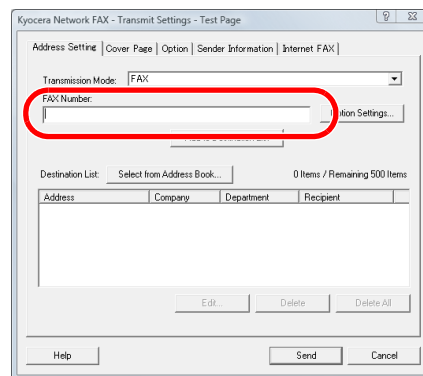 Kyocera Network FAX - Transmit Settings - Test Page
Address Setting Cover Page Option Sender Information Internet FAX
Transmission Mode: FAX
FAX Number:
tion Settings...
Destination List: Select from Address Book... 0 Items / Remaining 500 Items
Address Company Department Recipient
Edit... Delete Delete All
Help Send Cancel